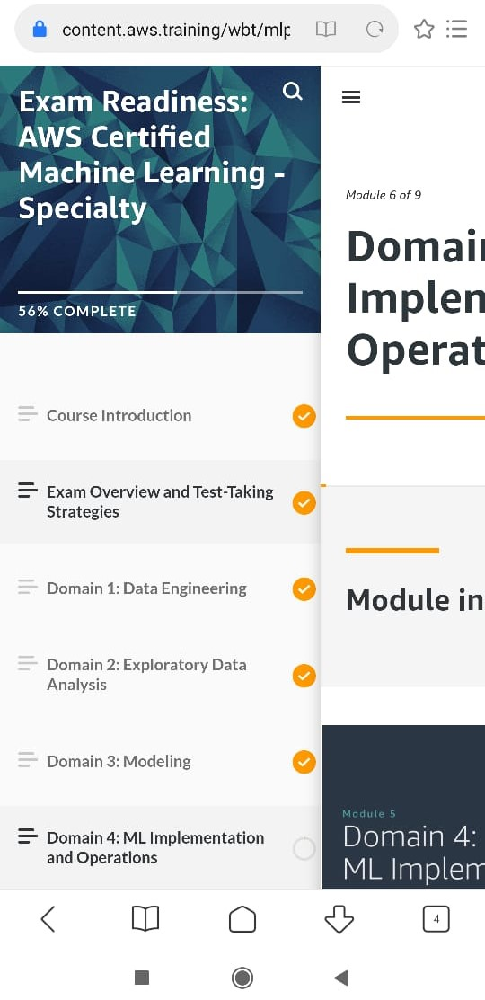 content.aws.training/wbt/mlp
Exam Readiness:
AWS Certified
Machine Learning -
Specialty
56% COMPLETE
Course Introduction
Exam Overview and Test-Taking
Strategies
Domain 1: Data Engineering
Domain 2: Exploratory Data
Analysis
Domain 3: Modeling
Domain 4: ML Implementation
and Operations
Module 6 of 9
Domain
Implem
Operat
Module in
Module 5
Domain 4:
ML Implem
4